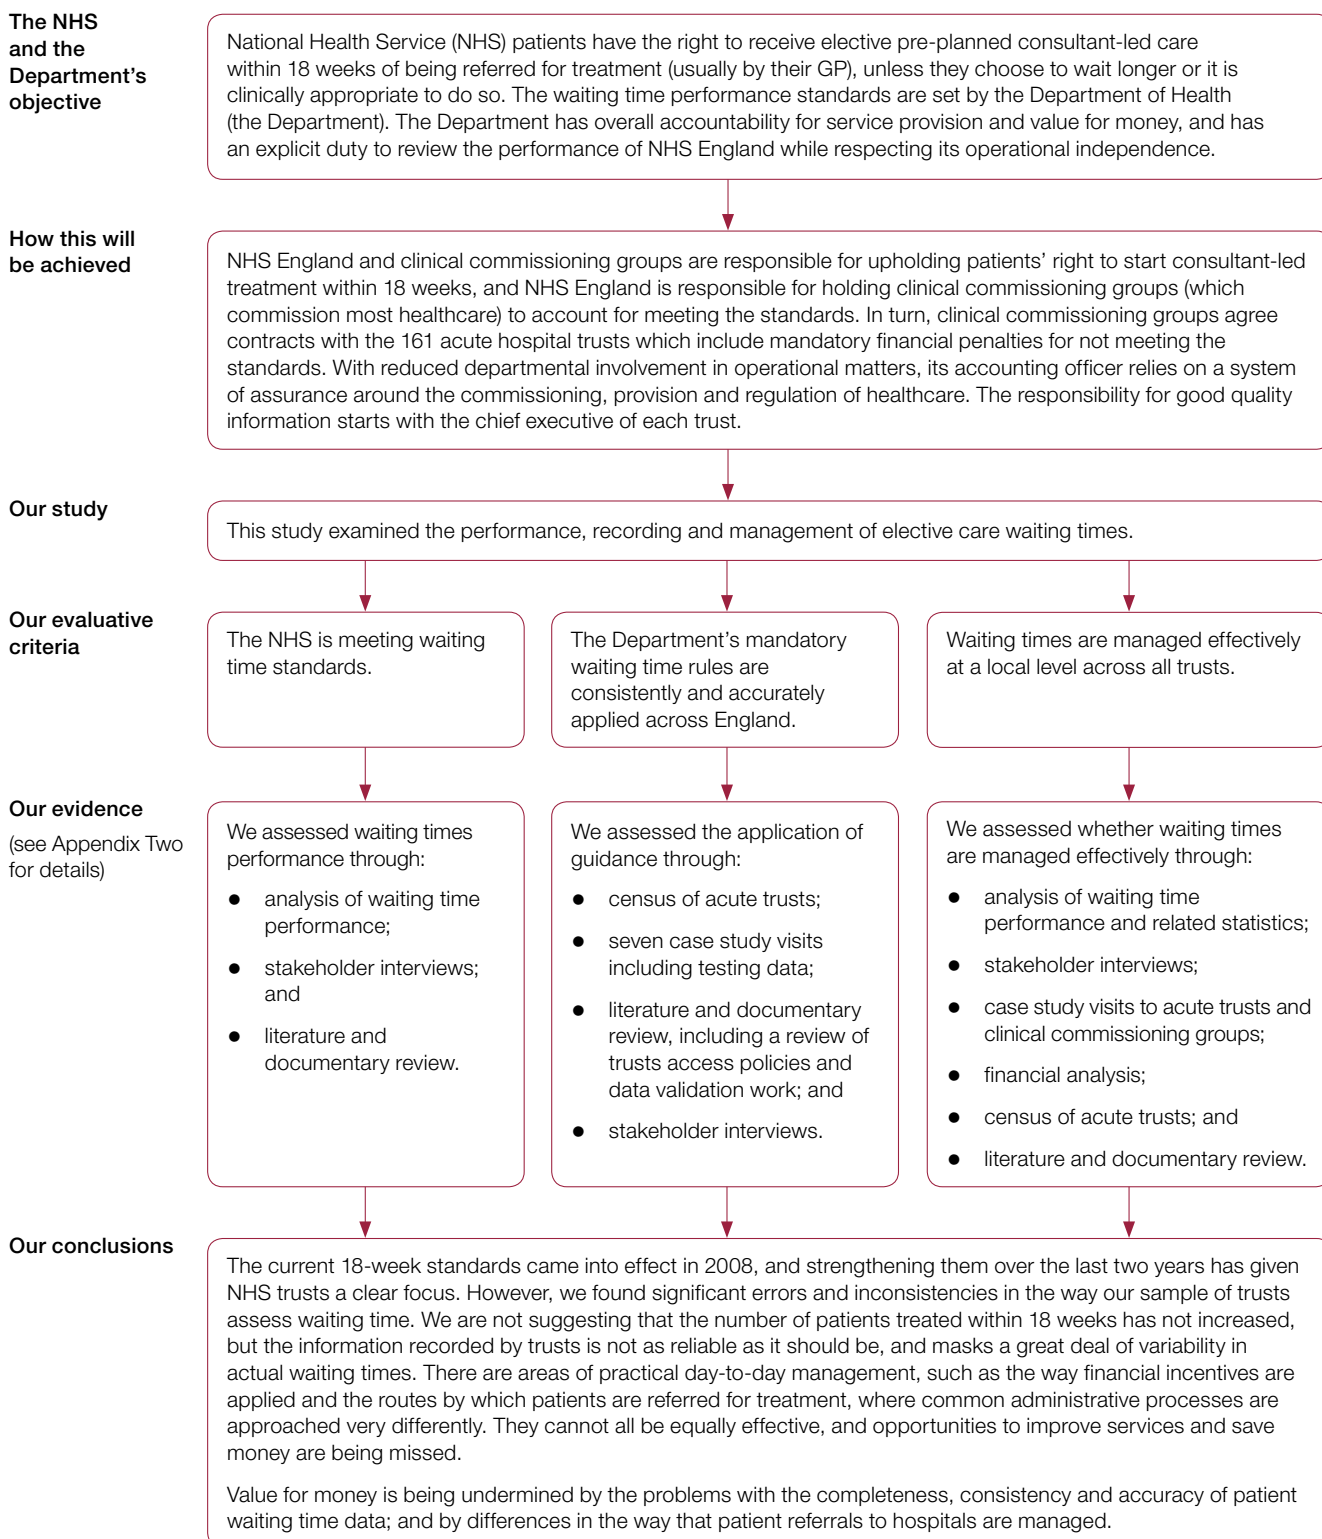 The NHS
and the
Department's
objective
National Health Service (NHS) patients have the right to receive elective pre-planned consultant-led care
within 18 weeks of being referred for treatment (usually by their GP), unless they choose to wait longer or it is
clinically appropriate to do so. The waiting time performance standards are set by the Department of Health
(the Department). The Department has overall accountability for service provision and value for money, and has
an explicit duty to review the performance of NHS England while respecting its operational independence.
How this will
be achieved
NHS England and clinical commissioning groups are responsible for upholding patients' right to start consultant-led
treatment within 18 weeks, and NHS England is responsible for holding clinical commissioning groups (which
commission most healthcare) to account for meeting the standards. In turn, clinical commissioning groups agree
contracts with the 161 acute hospital trusts which include mandatory financial penalties for not meeting the
standards. With reduced departmental involvement in operational matters, its accounting officer relies on a system
of assurance around the commissioning, provision and regulation of healthcare. The responsibility for good quality
information starts with the chief executive of each trust.
Our study
This study examined the performance, recording and management of elective care waiting times.
Our evaluative
criteria
The NHS is meeting waiting
time standards.
The Department's mandatory
waiting time rules are
consistently and accurately
applied across England.
Waiting times are managed effectively
at a local level across all trusts.
Our evidence
(see Appendix Two
for details)
We assessed waiting times
performance through:
● analysis of waiting time
performance;
● stakeholder interviews;
and
● literature and
documentary review.
We assessed the application of
guidance through:
● census of acute trusts;
● seven case study visits
including testing data;
● literature and documentary
review, including a review of
trusts access policies and
data validation work; and
● stakeholder interviews.
We assessed whether waiting times
are managed effectively through:
● analysis of waiting time
performance and related statistics;
● stakeholder interviews;
● case study visits to acute trusts and
clinical commissioning groups;
● financial analysis;
● census of acute trusts; and
● literature and documentary review.
Our conclusions
The current 18-week standards came into effect in 2008, and strengthening them over the last two years has given
NHS trusts a clear focus. However, we found significant errors and inconsistencies in the way our sample of trusts
assess waiting time. We are not suggesting that the number of patients treated within 18 weeks has not increased,
but the information recorded by trusts is not as reliable as it should be, and masks a great deal of variability in
actual waiting times. There are areas of practical day-to-day management, such as the way financial incentives are
applied and the routes by which patients are referred for treatment, where common administrative processes are
approached very differently. They cannot all be equally effective, and opportunities to improve services and save
money are being missed.
Value for money is being undermined by the problems with the completeness, consistency and accuracy of patient
waiting time data; and by differences in the way that patient referrals to hospitals are managed.